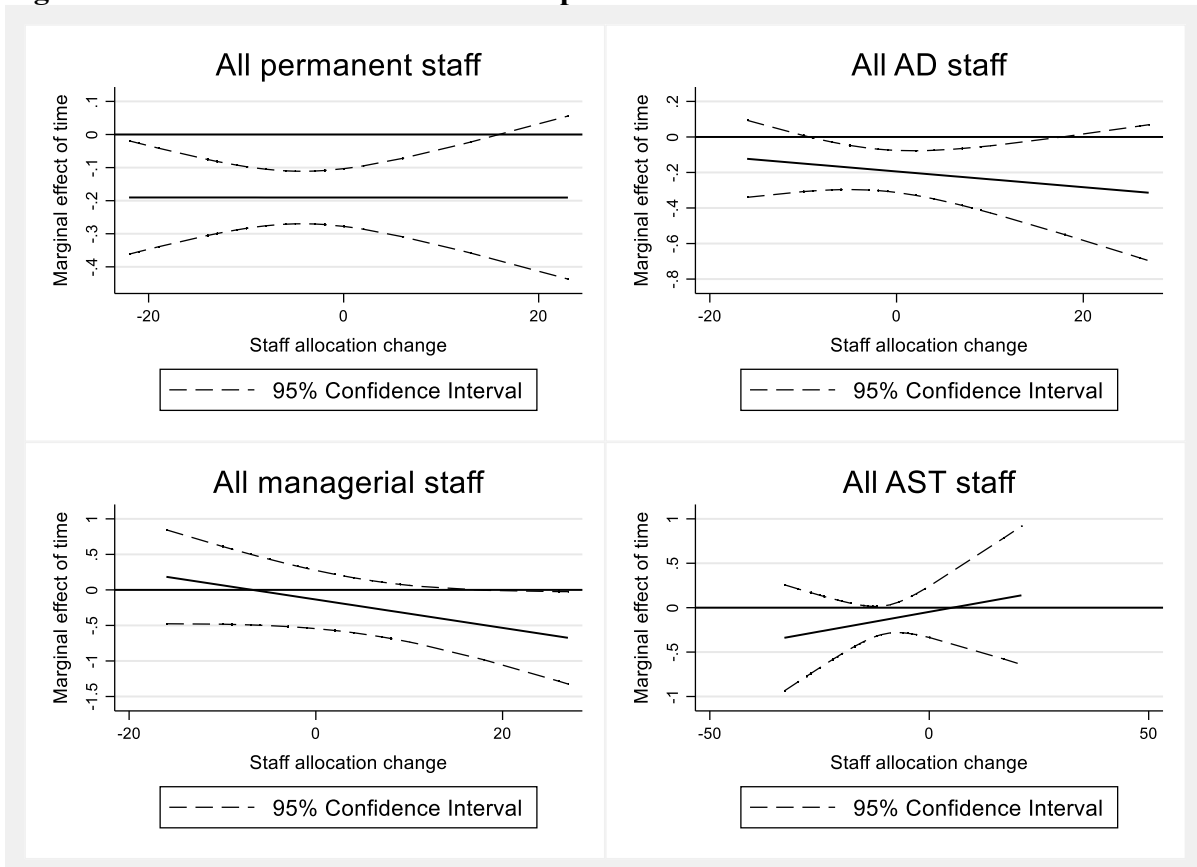 All permanent staff
Marginal effect of time
.1
0
-.1
-.2
-.3
-.4
-20
0
20
Staff allocation change
95% Confidence Interval
All AD staff
Marginal effect of time
.2
0
-.2
-.4
-.6
-.8
-20
0
20
Staff allocation change
95% Confidence Interval
All managerial staff
Marginal effect of time
1
.5
0
-.5
-1
-1.5
-20
0
20
Staff allocation change
95% Confidence Interval
All AST staff
Marginal effect of time
1
.5
0
-.5
-1
-50
0
50
Staff allocation change
95% Confidence Interval